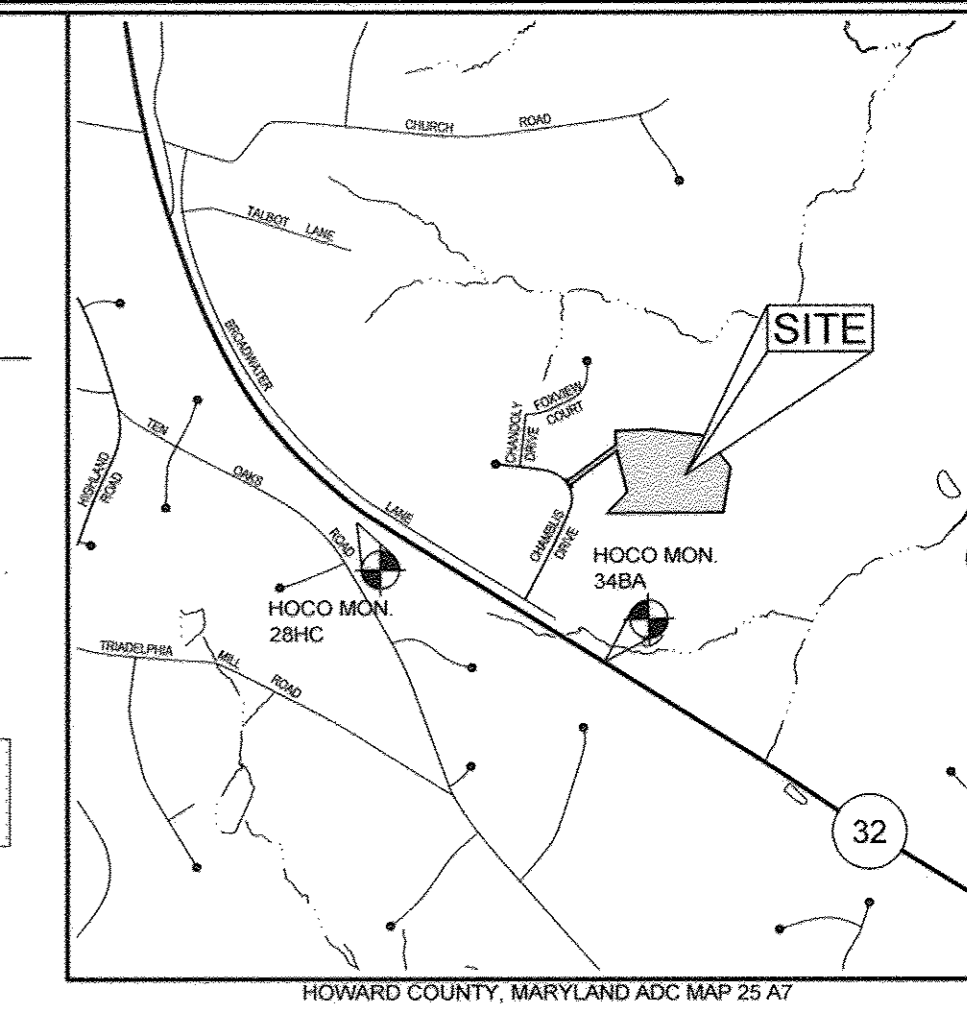 CHURCH ROAD
TALBOT LANE
BROADWATER
SITE
FOXVIEW
COURT
CHANDGLY
DRIVE
TEN
OAKS
HIGHLAND
ROAD
LANE
ROAD
CHAMBLIS
DRIVE
HOCO MON.
34BA
HOCO MON.
28HC
TRIADELPHIA
MILL
ROAD
32
HOWARD COUNTY, MARYLAND ADC MAP 25 A7